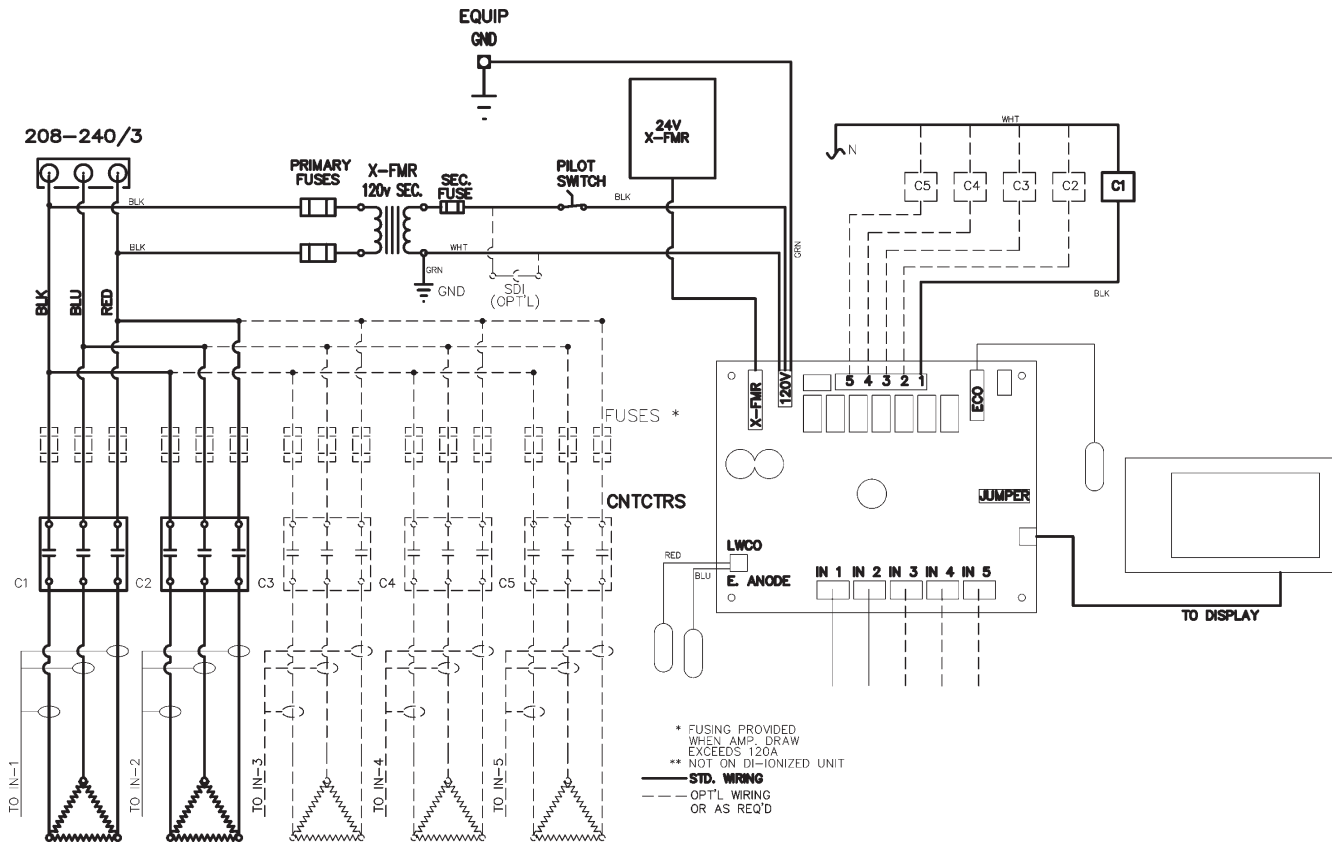 EQUIP
GND
208-240/3
PRIMARY
FUSES
X-FMR
120v SEC.
SEC.
FUSE
PILOT
SWITCH
24V
X-FMR
WHT
N
C5
C4
C3
C2
C1
BLK
BLK
BLK
BLK
WHT
GRN
GND
SDI
(OPT'L)
GRN
BLK
BLU
RED
FUSES *
X-FMR
120V
5 4 3 2 1
ECO
JUMPER
CNTCTRS
C1
C2
C3
C4
C5
LWCO
E. ANODE
RED
BLU
IN 1
IN 2
IN 3
IN 4
IN 5
TO DISPLAY
TO IN-1
TO IN-2
TO IN-3
TO IN-4
TO IN-5
* FUSING PROVIDED
WHEN AMP. DRAW
EXCEEDS 120A
** NOT ON DI-IONIZED UNIT
STD. WIRING
OPT'L WIRING
OR AS REQ'D